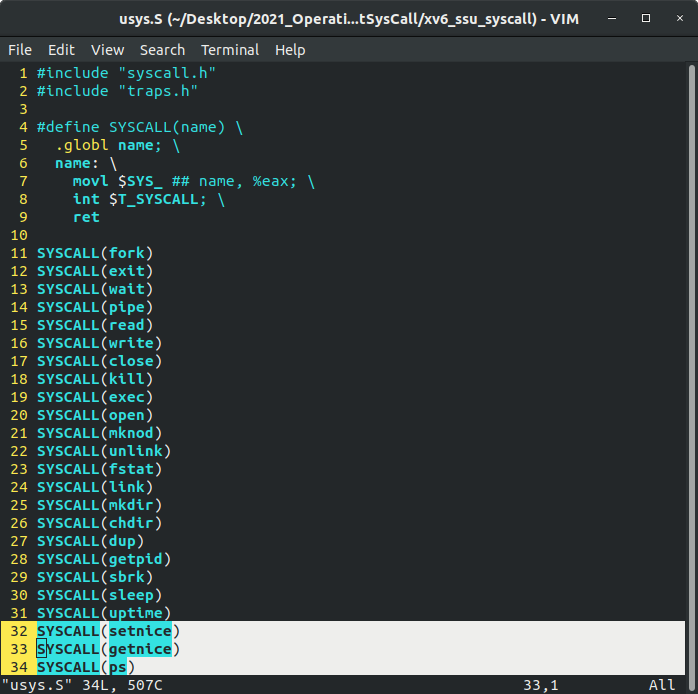 usys.S (~/Desktop/2021_Operati...tSysCall/xv6_ssu_syscall) - VIM
File Edit View Search Terminal Help
1 #include "syscall.h"
2 #include "traps.h"
3
4 #define SYSCALL(name) \
5   .globl name; \
6   name: \
7     movl $SYS_ ## name, %eax; \
8     int $T_SYSCALL; \
9     ret
10
11 SYSCALL(fork)
12 SYSCALL(exit)
13 SYSCALL(wait)
14 SYSCALL(pipe)
15 SYSCALL(read)
16 SYSCALL(write)
17 SYSCALL(close)
18 SYSCALL(kill)
19 SYSCALL(exec)
20 SYSCALL(open)
21 SYSCALL(mknod)
22 SYSCALL(unlink)
23 SYSCALL(fstat)
24 SYSCALL(link)
25 SYSCALL(mkdir)
26 SYSCALL(chdir)
27 SYSCALL(dup)
28 SYSCALL(getpid)
29 SYSCALL(sbrk)
30 SYSCALL(sleep)
31 SYSCALL(uptime)
32 SYSCALL(setnice)
33 SYSCALL(getnice)
34 SYSCALL(ps)
"usys.S" 34L, 507C 33,1 All